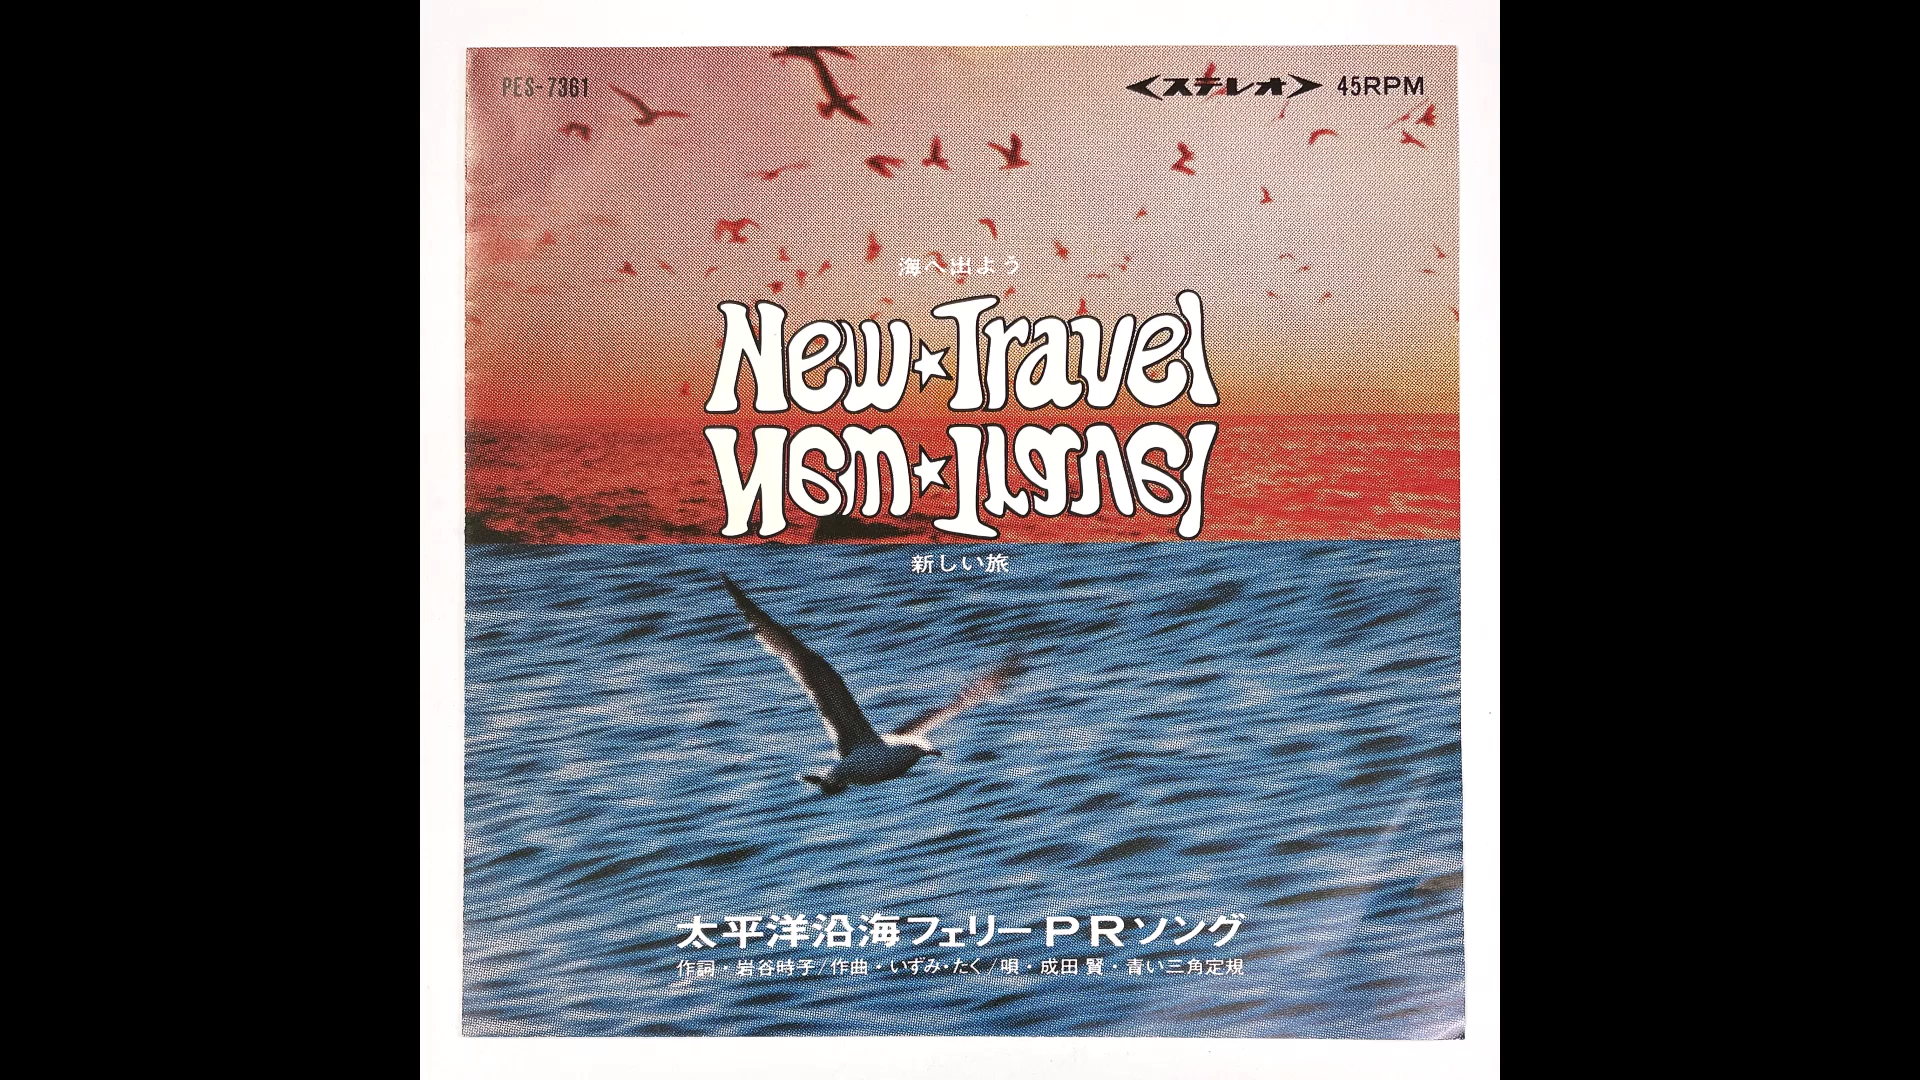 PES-7361
<ステレオ> 45RPM
海へ出よう
New★Travel
New★Travel
新しい旅
太平洋沿海フェリーPRソング
作詞・岩谷時子/作曲・いずみ・たく/唄・成田 賢・青い三角定規